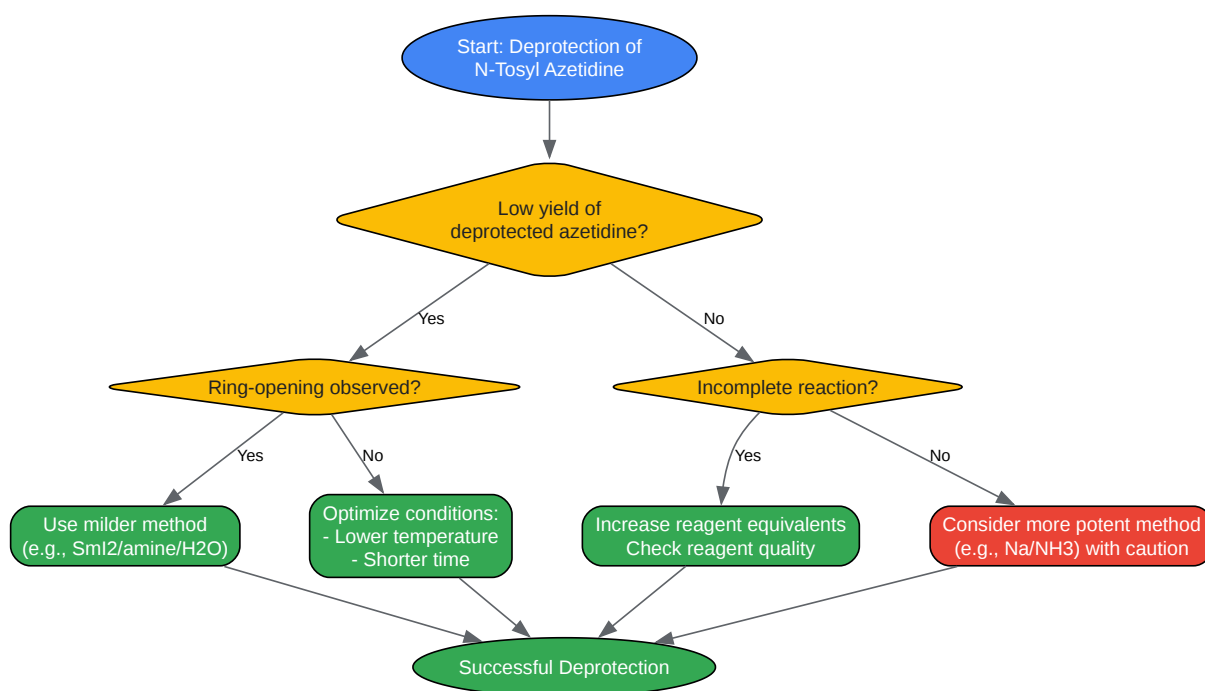 Start: Deprotection of
N-Tosyl Azetidine
Low yield of
deprotected azetidine?
Yes
No
Ring-opening observed?
Incomplete reaction?
Yes
No
Yes
No
Use milder method
(e.g., SmI2/amine/H2O)
Optimize conditions:
- Lower temperature
- Shorter time
Increase reagent equivalents
Check reagent quality
Consider more potent method
(e.g., Na/NH3) with caution
Successful Deprotection